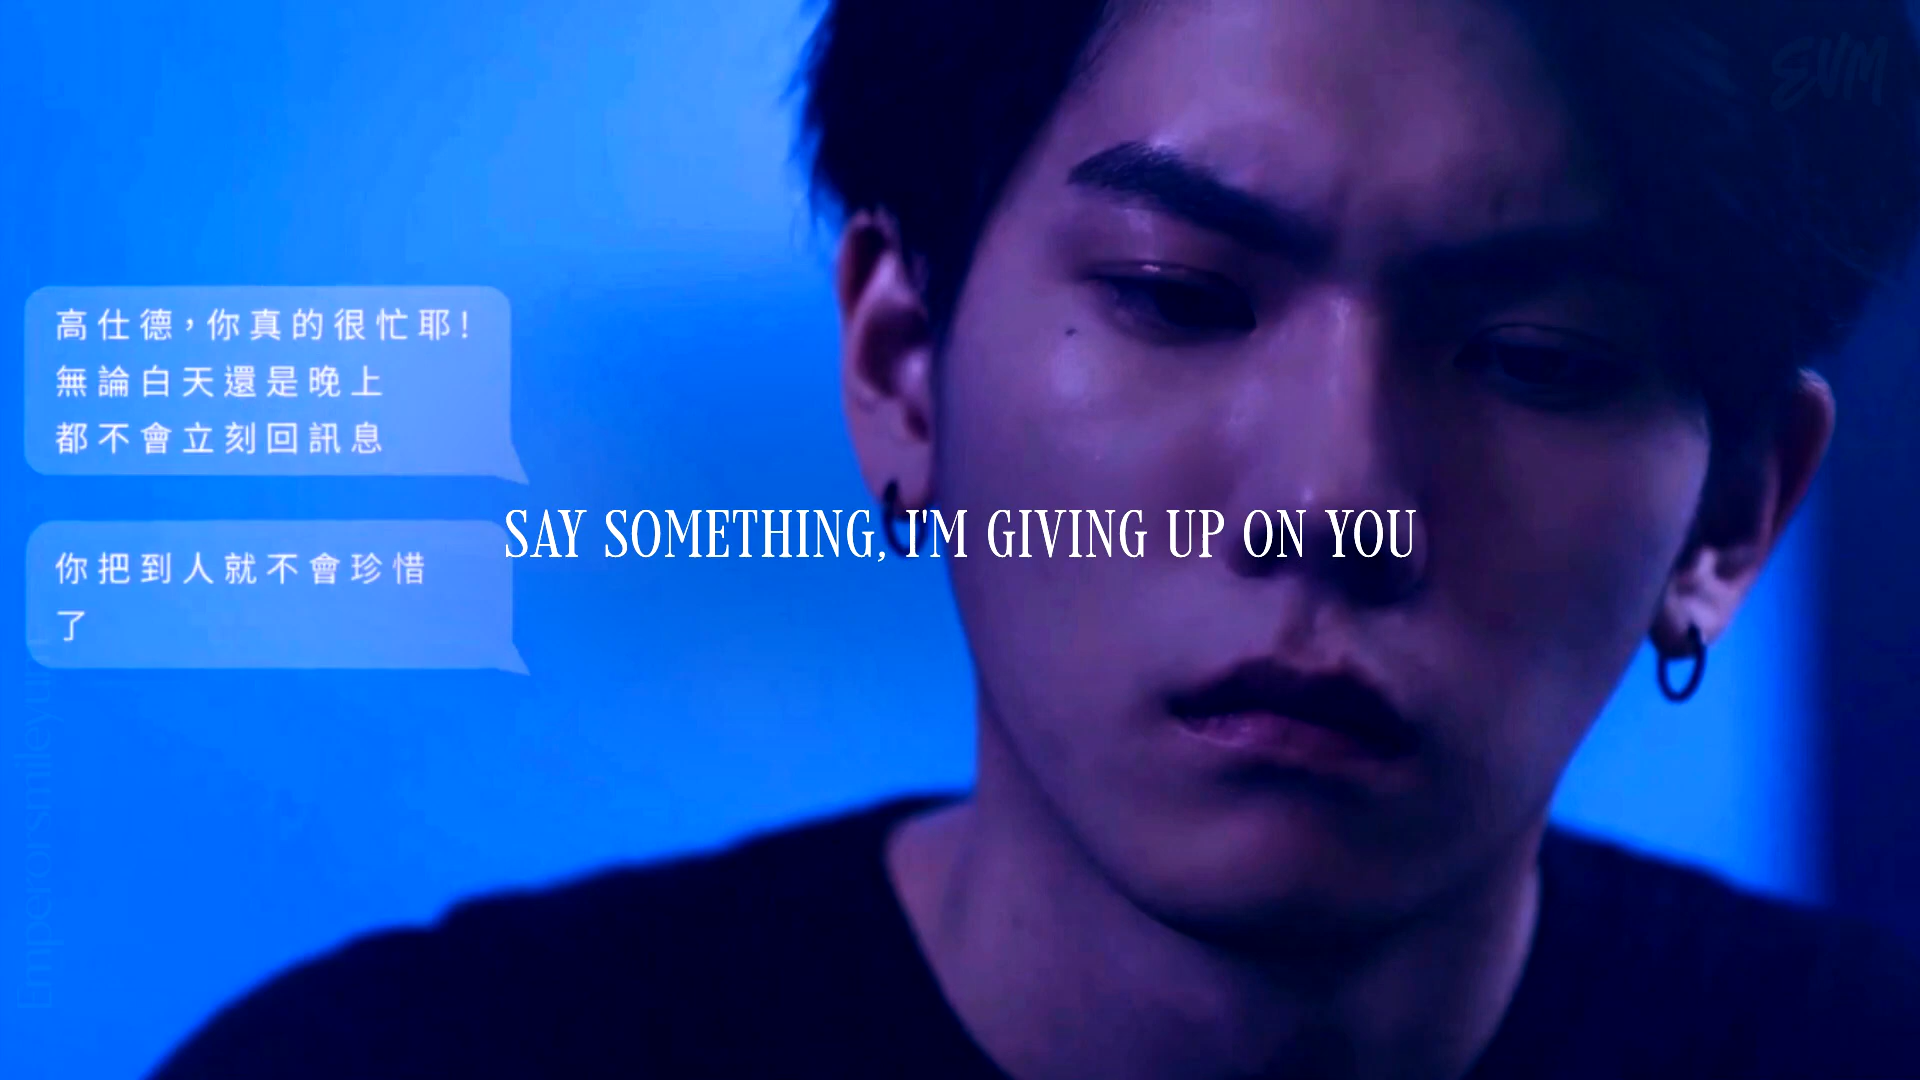 EVM
高仕德，你真的很忙耶！
無論白天還是晚上
都不會立刻回訊息
SAY SOMETHING, I'M GIVING UP ON YOU
你把到人就不會珍惜
了